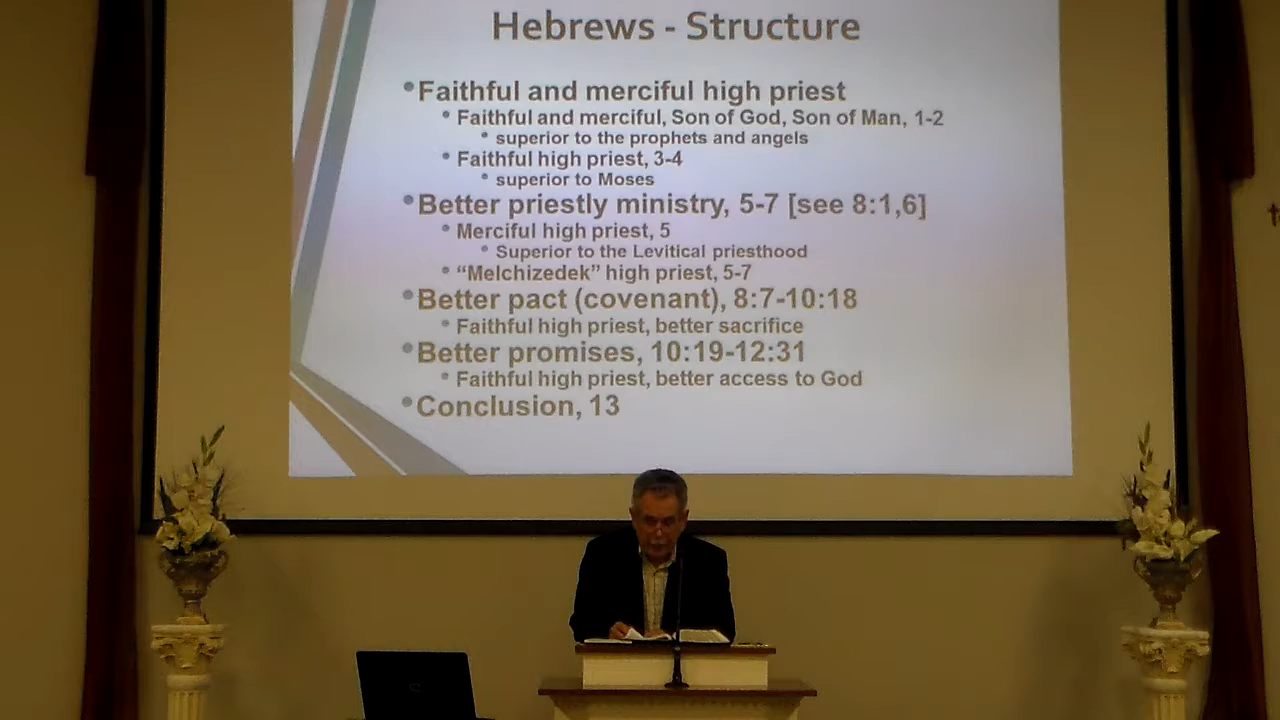 Hebrews - Structure
•Faithful and merciful high priest
• Faithful and merciful, Son of God, Son of Man, 1-2
• superior to the prophets and angels
• Faithful high priest, 3-4
• superior to Moses
•Better priestly ministry, 5-7 [see 8:1,6]
• Merciful high priest, 5
• Superior to the Levitical priesthood
• “Melchizedek” high priest, 5-7
•Better pact (covenant), 8:7-10:18
• Faithful high priest, better sacrifice
•Better promises, 10:19-12:31
• Faithful high priest, better access to God
•Conclusion, 13